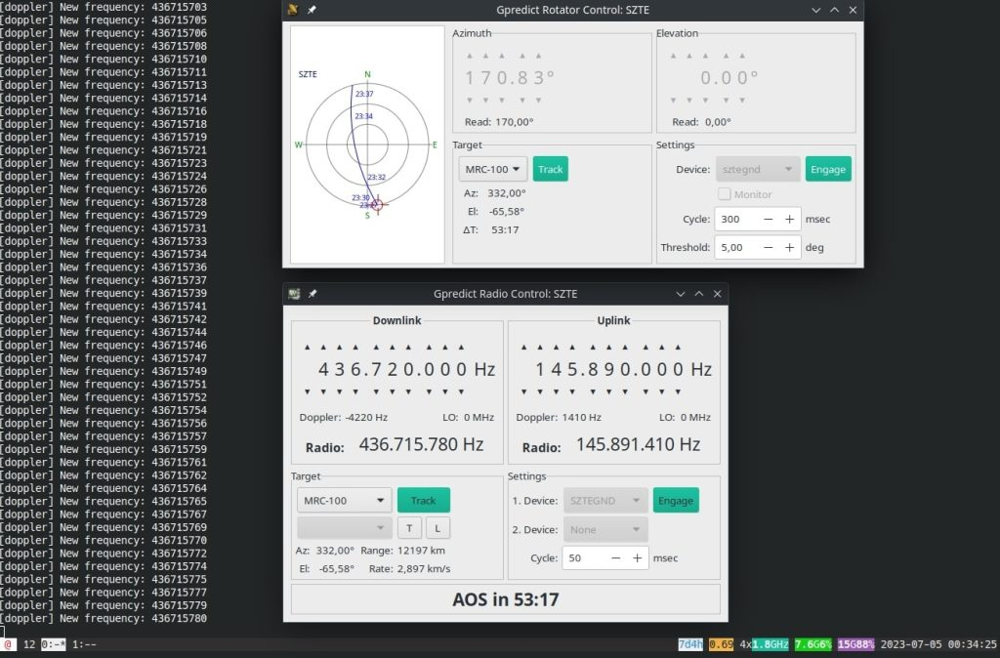 [doppler] New frequency: 436715703
[doppler] New frequency: 436715705
[doppler] New frequency: 436715706
[doppler] New frequency: 436715708
[doppler] New frequency: 436715710
[doppler] New frequency: 436715711
[doppler] New frequency: 436715713
[doppler] New frequency: 436715714
[doppler] New frequency: 436715716
[doppler] New frequency: 436715718
[doppler] New frequency: 436715719
[doppler] New frequency: 436715721
[doppler] New frequency: 436715723
[doppler] New frequency: 436715724
[doppler] New frequency: 436715726
[doppler] New frequency: 436715728
[doppler] New frequency: 436715729
[doppler] New frequency: 436715731
[doppler] New frequency: 436715733
[doppler] New frequency: 436715734
[doppler] New frequency: 436715736
[doppler] New frequency: 436715737
[doppler] New frequency: 436715739
[doppler] New frequency: 436715741
[doppler] New frequency: 436715742
[doppler] New frequency: 436715744
[doppler] New frequency: 436715746
[doppler] New frequency: 436715747
[doppler] New frequency: 436715749
[doppler] New frequency: 436715751
[doppler] New frequency: 436715752
[doppler] New frequency: 436715754
[doppler] New frequency: 436715756
[doppler] New frequency: 436715757
[doppler] New frequency: 436715759
[doppler] New frequency: 436715761
[doppler] New frequency: 436715762
[doppler] New frequency: 436715764
[doppler] New frequency: 436715765
[doppler] New frequency: 436715767
[doppler] New frequency: 436715769
[doppler] New frequency: 436715770
[doppler] New frequency: 436715772
[doppler] New frequency: 436715774
[doppler] New frequency: 436715775
[doppler] New frequency: 436715777
[doppler] New frequency: 436715779
[doppler] New frequency: 436715780
Gpredict Rotator Control: SZTE
SZTE
N
23:37
23:34
W
E
23:32
23:30
S
Azimuth
170.83°
Read: 170,00°
Elevation
0.00°
Read: 0,00°
Target
MRC-100 Track
Az: 332,00°
El: -65,58°
ΔT: 53:17
Settings
Device: sztegnd Engage
Monitor
Cycle: 300 − + msec
Threshold: 5,00 − + deg
Gpredict Radio Control: SZTE
Downlink
436.720.000 Hz
Doppler: -4220 Hz LO: 0 MHz
Radio: 436.715.780 Hz
Uplink
145.890.000 Hz
Doppler: 1410 Hz LO: 0 MHz
Radio: 145.891.410 Hz
Target
MRC-100 Track
T L
Az: 332,00° Range: 12197 km
El: -65,58° Rate: 2,897 km/s
Settings
1. Device: SZTEGND Engage
2. Device: None
Cycle: 50 − + msec
AOS in 53:17
@ 12 0:-* 1:-- 7d4h 0.69 4x1.8GHz 7.6G6% 15G88% 2023-07-05 00:34:25